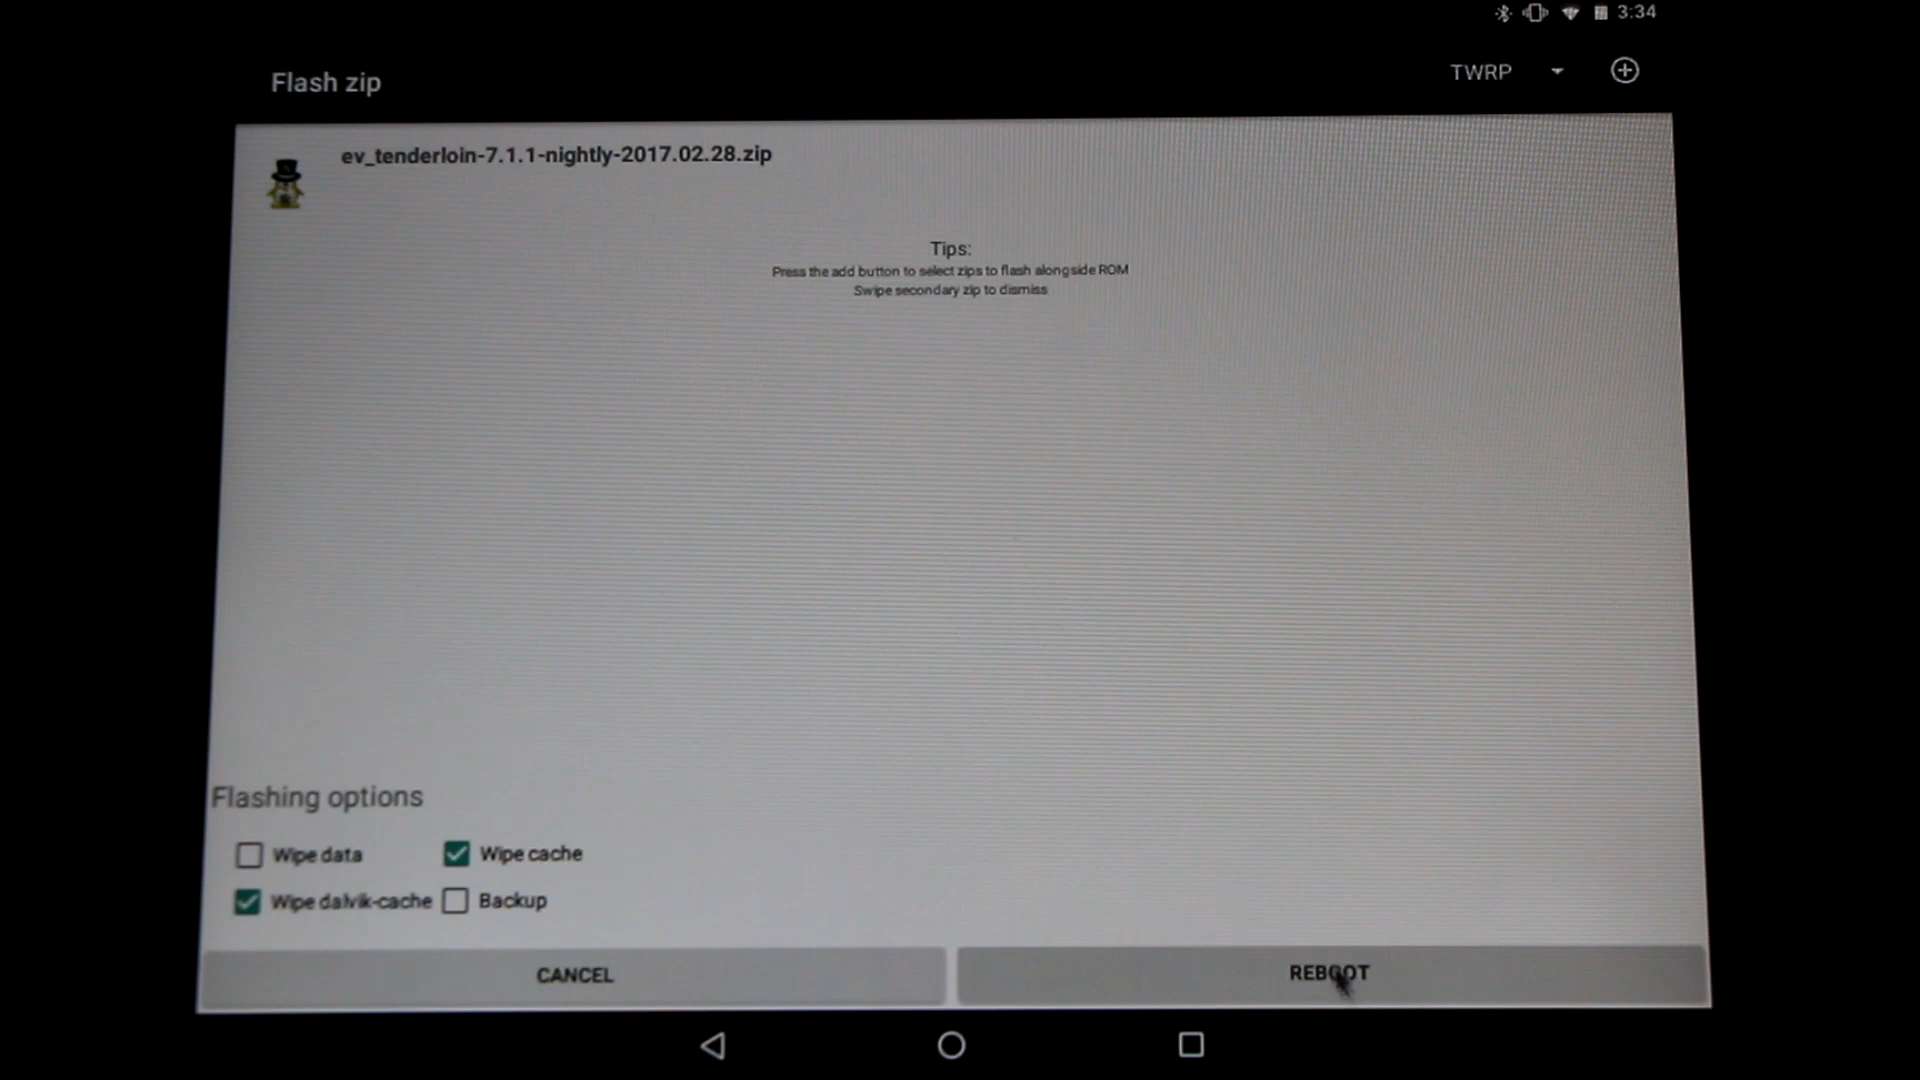 3:34
Flash zip
TWRP
ev_tenderloin-7.1.1-nightly-2017.02.28.zip
Tips:
Press the add button to select zips to flash alongside ROM
Swipe secondary zip to dismiss
Flashing options
Wipe data
Wipe cache
Wipe dalvik-cache
Backup
CANCEL
REBOOT